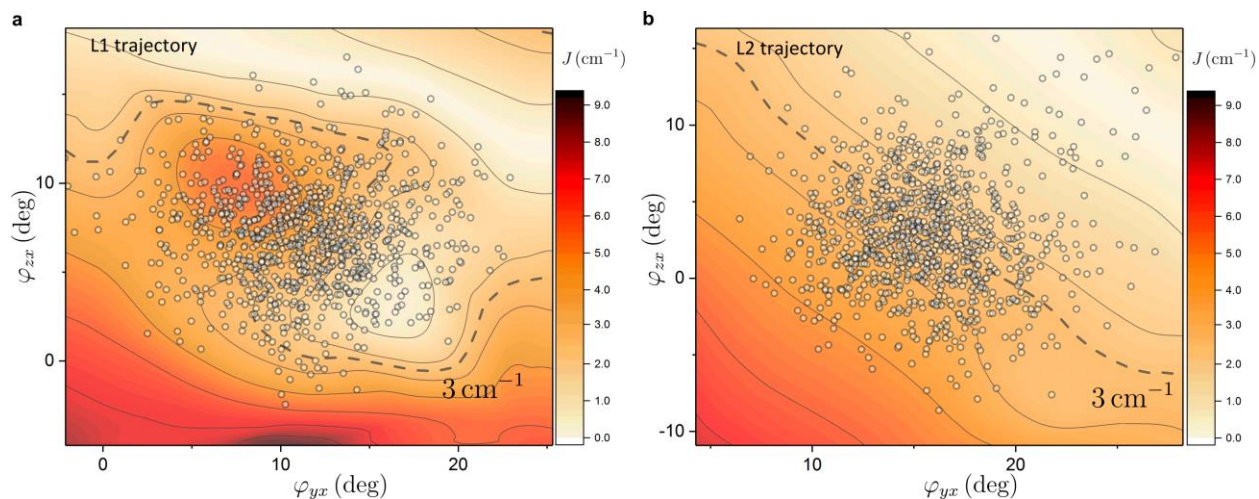 a
L1 trajectory
J (cm⁻¹)
9.0
8.0
7.0
6.0
5.0
4.0
3.0
2.0
1.0
0.0
10
0
φzx (deg)
3 cm⁻¹
0
10
20
φyx (deg)
b
L2 trajectory
J (cm⁻¹)
9.0
8.0
7.0
6.0
5.0
4.0
3.0
2.0
1.0
0.0
10
0
-10
φzx (deg)
3 cm⁻¹
10
20
φyx (deg)